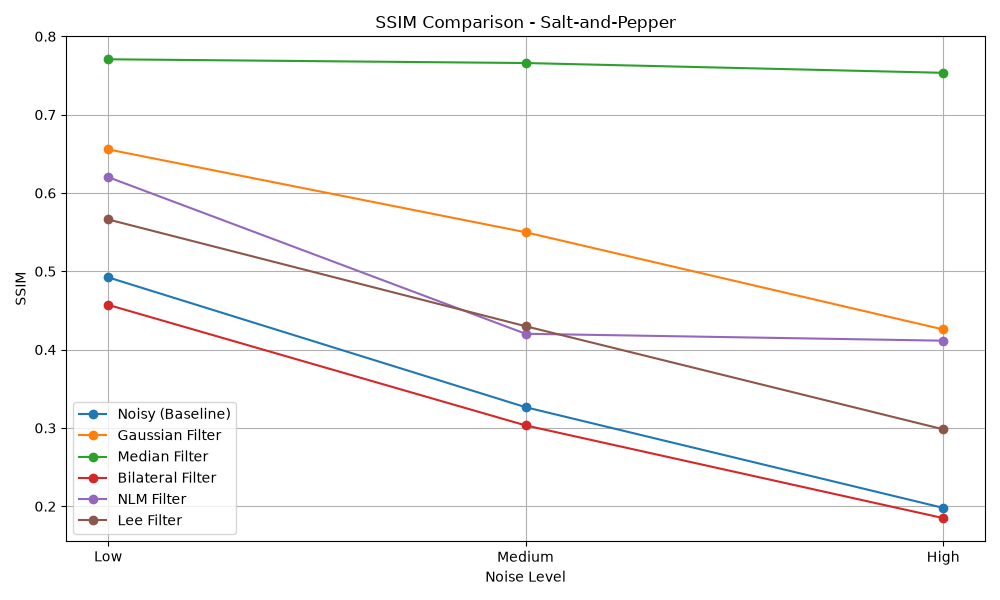 SSIM Comparison - Salt-and-Pepper
0.8
0.7
0.6
0.5
0.4
0.3
0.2
SSIM
Noisy (Baseline)
Gaussian Filter
Median Filter
Bilateral Filter
NLM Filter
Lee Filter
Low Medium High
Noise Level